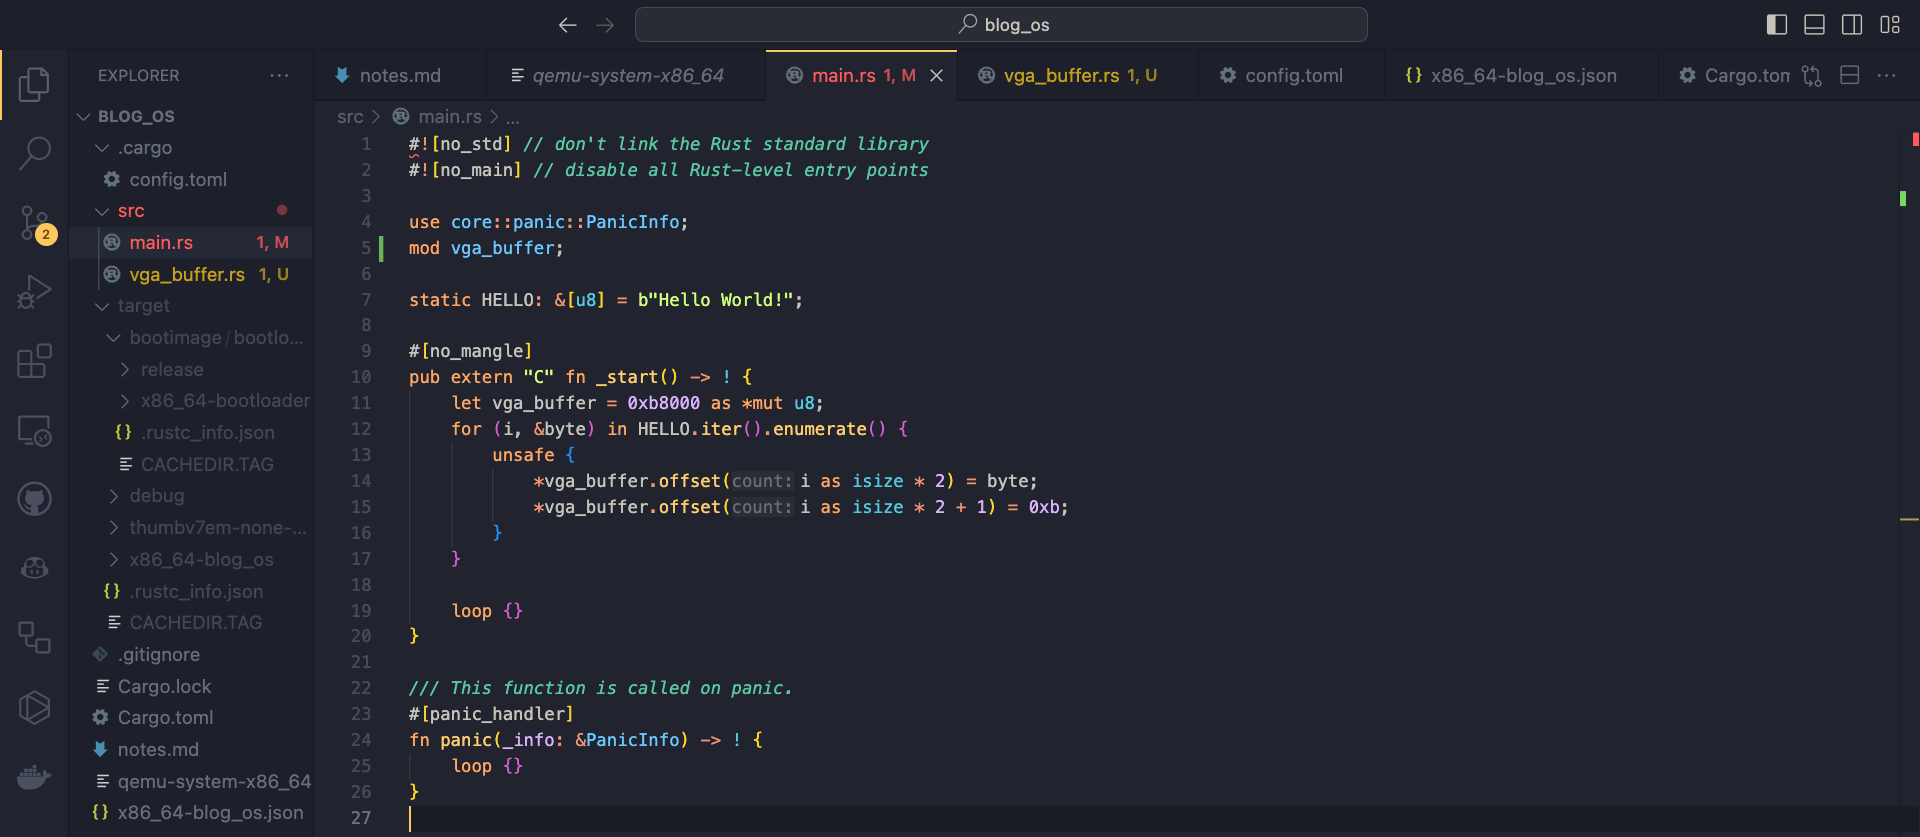 blog_os
EXPLORER
BLOG_OS
.cargo
config.toml
src
main.rs 1, M
vga_buffer.rs 1, U
target
bootimage/bootlo...
release
x86_64-bootloader
.rustc_info.json
CACHEDIR.TAG
debug
thumbv7em-none-...
x86_64-blog_os
{} .rustc_info.json
CACHEDIR.TAG
.gitignore
Cargo.lock
Cargo.toml
notes.md
qemu-system-x86_64
{} x86_64-blog_os.json
2
notes.md qemu-system-x86_64 main.rs 1, M vga_buffer.rs 1, U config.toml {} x86_64-blog_os.json Cargo.tom
src > main.rs > ...
1 #![no_std] // don't link the Rust standard library
2 #![no_main] // disable all Rust-level entry points
3
4 use core::panic::PanicInfo;
5 mod vga_buffer;
6
7 static HELLO: &[u8] = b"Hello World!";
8
9 #[no_mangle]
10 pub extern "C" fn _start() -> ! {
11 let vga_buffer = 0xb8000 as *mut u8;
12 for (i, &byte) in HELLO.iter().enumerate() {
13 unsafe {
14 *vga_buffer.offset(count: i as isize * 2) = byte;
15 *vga_buffer.offset(count: i as isize * 2 + 1) = 0xb;
16 }
17 }
18
19 loop {}
20 }
21
22 /// This function is called on panic.
23 #[panic_handler]
24 fn panic(_info: &PanicInfo) -> ! {
25 loop {}
26 }
27